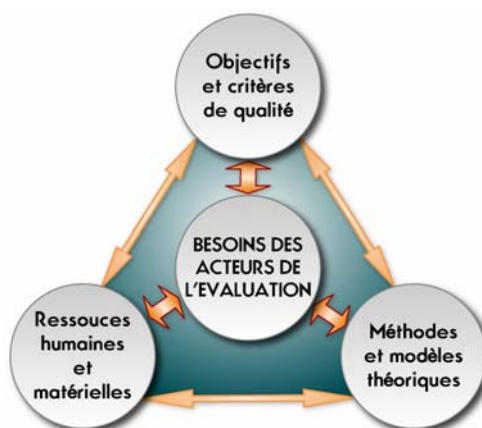 Objectifs
et critères
de qualité
BESOINS DES
ACTEURS DE
L'EVALUATION
Ressouces
humaines
et
matérielles
Méthodes
et modèles
théoriques